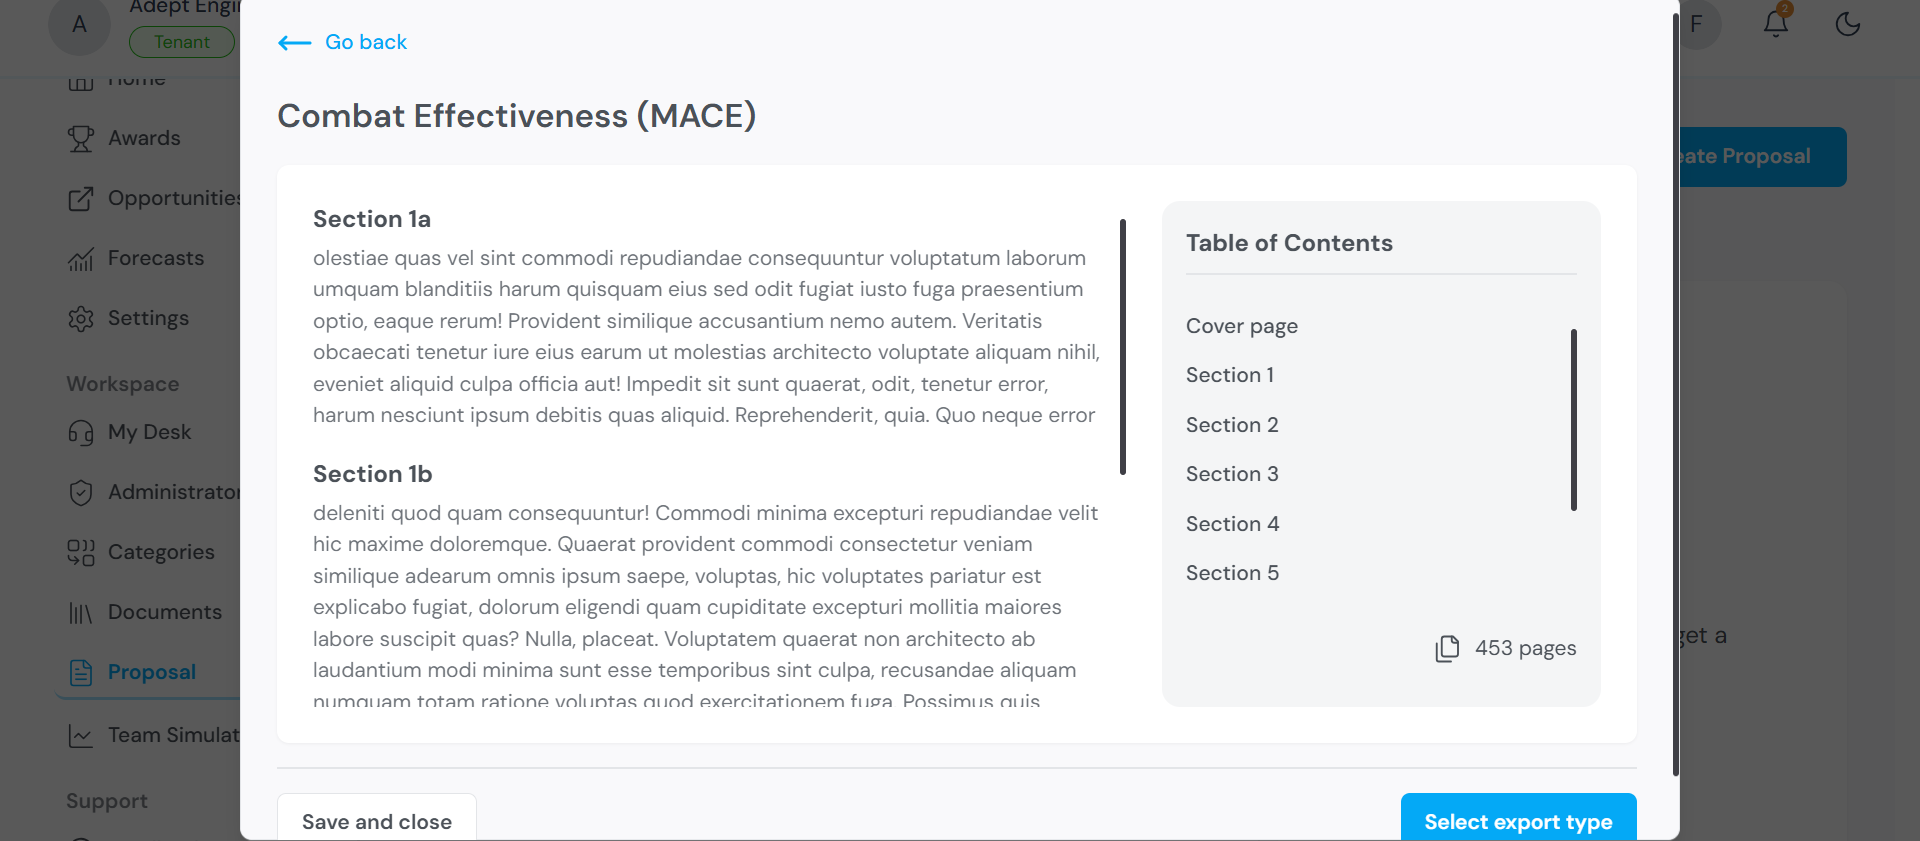 A
Adept Engi
Tenant
Home
Awards
Opportunities
Forecasts
Settings
Workspace
My Desk
Administrator
Categories
Documents
Proposal
Team Simulat
Support
Go back
Combat Effectiveness (MACE)
Section 1a
olestiae quas vel sint commodi repudiandae consequuntur voluptatum laborum
umquam blanditiis harum quisquam eius sed odit fugiat iusto fuga praesentium
optio, eaque rerum! Provident similique accusantium nemo autem. Veritatis
obcaecati tenetur iure eius earum ut molestias architecto voluptate aliquam nihil,
eveniet aliquid culpa officia aut! Impedit sit sunt quaerat, odit, tenetur error,
harum nesciunt ipsum debitis quas aliquid. Reprehenderit, quia. Quo neque error
Section 1b
deleniti quod quam consequuntur! Commodi minima excepturi repudiandae velit
hic maxime doloremque. Quaerat provident commodi consectetur veniam
similique adearum omnis ipsum saepe, voluptas, hic voluptates pariatur est
explicabo fugiat, dolorum eligendi quam cupiditate excepturi mollitia maiores
labore suscipit quas? Nulla, placeat. Voluptatem quaerat non architecto ab
laudantium modi minima sunt esse temporibus sint culpa, recusandae aliquam
numquam totam ratione voluptas quod exercitationem fuga. Possimus quis
Table of Contents
Cover page
Section 1
Section 2
Section 3
Section 4
Section 5
453 pages
Save and close
Select export type
F
2
eate Proposal
get a